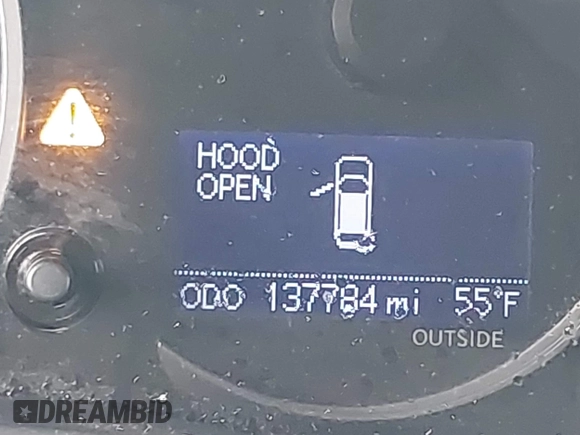 HOOD
OPEN
ODO 137784 mi 55°F
OUTSIDE
DREAMBID